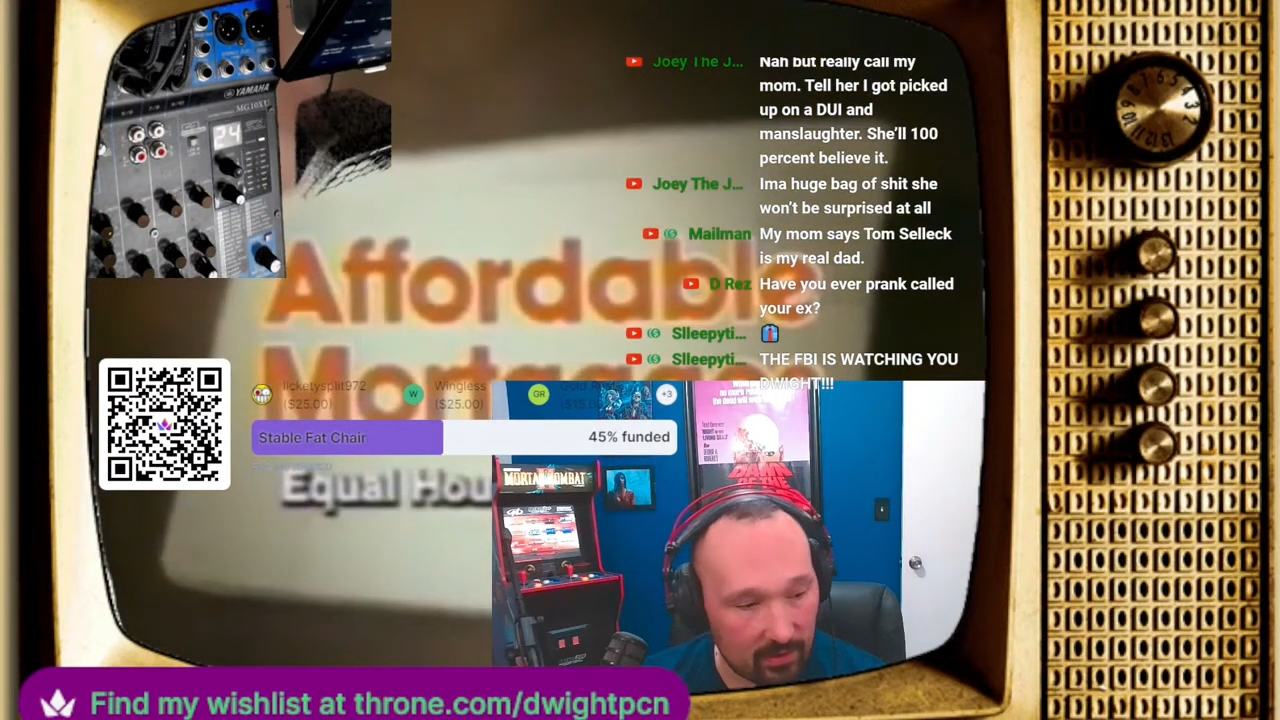 YAMAHA
MG10XU
24
Joey The J... Nah but really call my
mom. Tell her I got picked
up on a DUI and
manslaughter. She'll 100
percent believe it.
Joey The J... Ima huge bag of shit she
won't be surprised at all
Mailman My mom says Tom Selleck
is my real dad.
D Rez Have you ever prank called
your ex?
Slleepyti...
Slleepyti... THE FBI IS WATCHING YOU
DWIGHT!!!
Affordable
licketysplit972
($25.00)
W Wingless
($25.00)
GR
+3
Stable Fat Chair 45% funded
Equal Hou
MORTAL KOMBAT
Find my wishlist at throne.com/dwightpcn